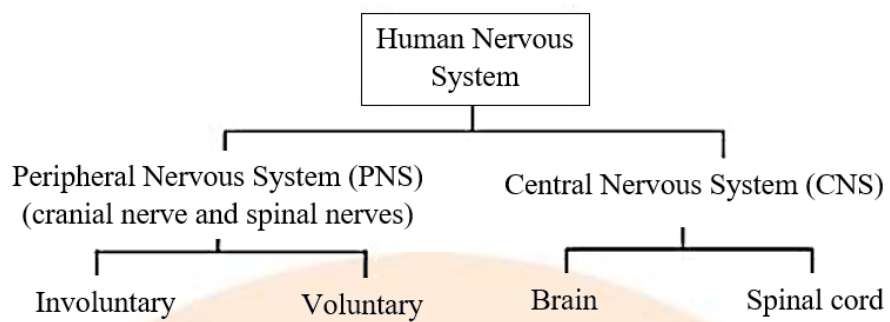 Human Nervous
System
Peripheral Nervous System (PNS)
(cranial nerve and spinal nerves)
Central Nervous System (CNS)
Involuntary
Voluntary
Brain
Spinal cord